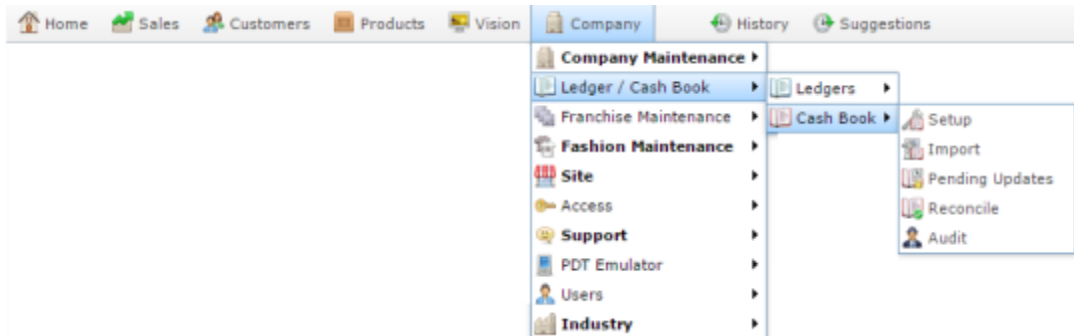 Home Sales Customers Products Vision Company History Suggestions
Company Maintenance
Ledger / Cash Book Ledgers
Franchise Maintenance Cash Book Setup
Fashion Maintenance Import
Site Pending Updates
Access Reconcile
Support Audit
PDT Emulator
Users
Industry